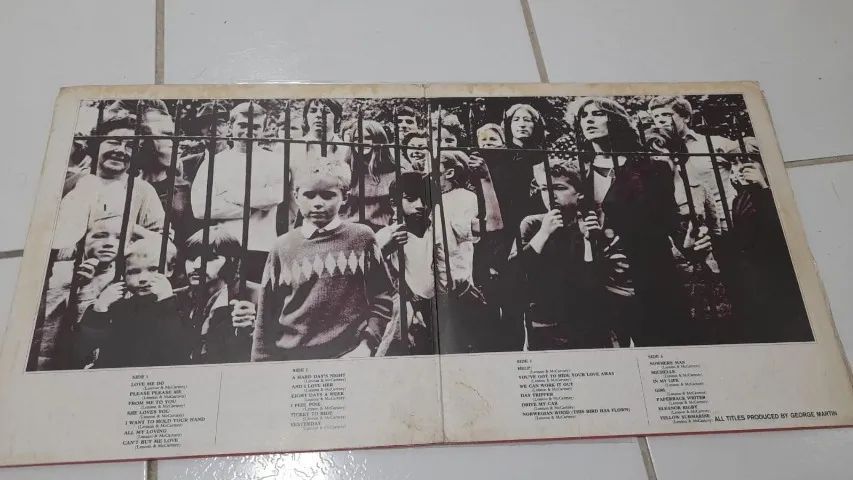 SIDE 1
LOVE ME DO
(Lennon & McCartney)
PLEASE PLEASE ME
(Lennon & McCartney)
FROM ME TO YOU
(Lennon & McCartney)
SHE LOVES YOU
(Lennon & McCartney)
I WANT TO HOLD YOUR HAND
(Lennon & McCartney)
ALL MY LOVING
(Lennon & McCartney)
CAN'T BUY ME LOVE
(Lennon & McCartney)
SIDE 2
A HARD DAY'S NIGHT
(Lennon & McCartney)
AND I LOVE HER
(Lennon & McCartney)
EIGHT DAYS A WEEK
(Lennon & McCartney)
I FEEL FINE
(Lennon & McCartney)
TICKET TO RIDE
(Lennon & McCartney)
YESTERDAY
(Lennon & McCartney)
SIDE 3
HELP!
(Lennon & McCartney)
YOU'VE GOT TO HIDE YOUR LOVE AWAY
(Lennon & McCartney)
WE CAN WORK IT OUT
(Lennon & McCartney)
DAY TRIPPER
(Lennon & McCartney)
DRIVE MY CAR
(Lennon & McCartney)
NORWEGIAN WOOD (THIS BIRD HAS FLOWN)
(Lennon & McCartney)
SIDE 4
NOWHERE MAN
(Lennon & McCartney)
MICHELLE
(Lennon & McCartney)
IN MY LIFE
(Lennon & McCartney)
GIRL
(Lennon & McCartney)
PAPERBACK WRITER
(Lennon & McCartney)
ELEANOR RIGBY
(Lennon & McCartney)
YELLOW SUBMARINE
(Lennon & McCartney)
ALL TITLES PRODUCED BY GEORGE MARTIN